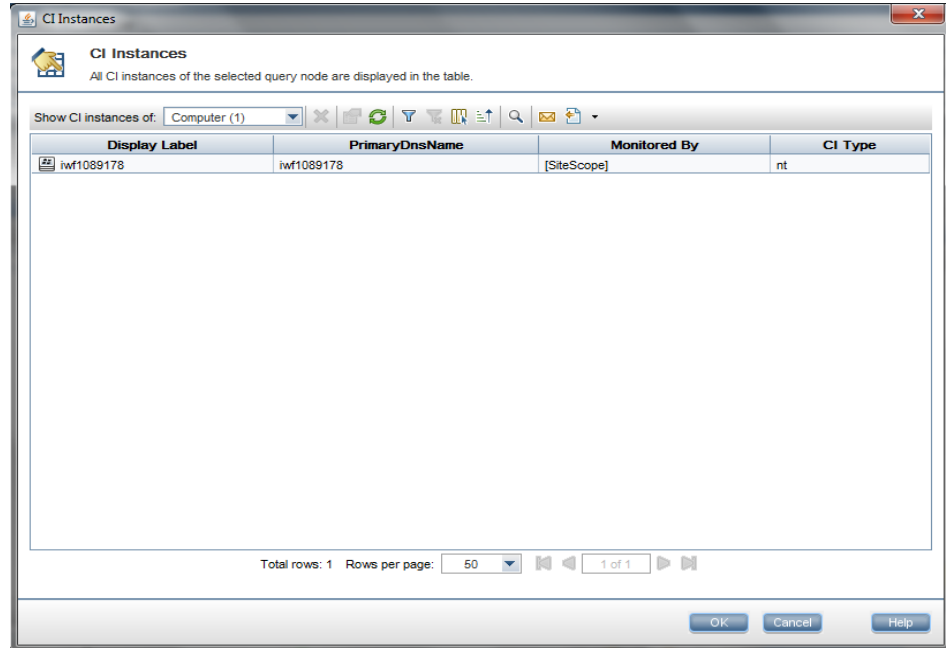 CI Instances
CI Instances
All CI instances of the selected query node are displayed in the table.
Show CI instances of: Computer (1)
Display Label PrimaryDnsName Monitored By CI Type
iwf1089178 iwf1089178 [SiteScope] nt
Total rows: 1 Rows per page: 50 1 of 1
OK Cancel Help